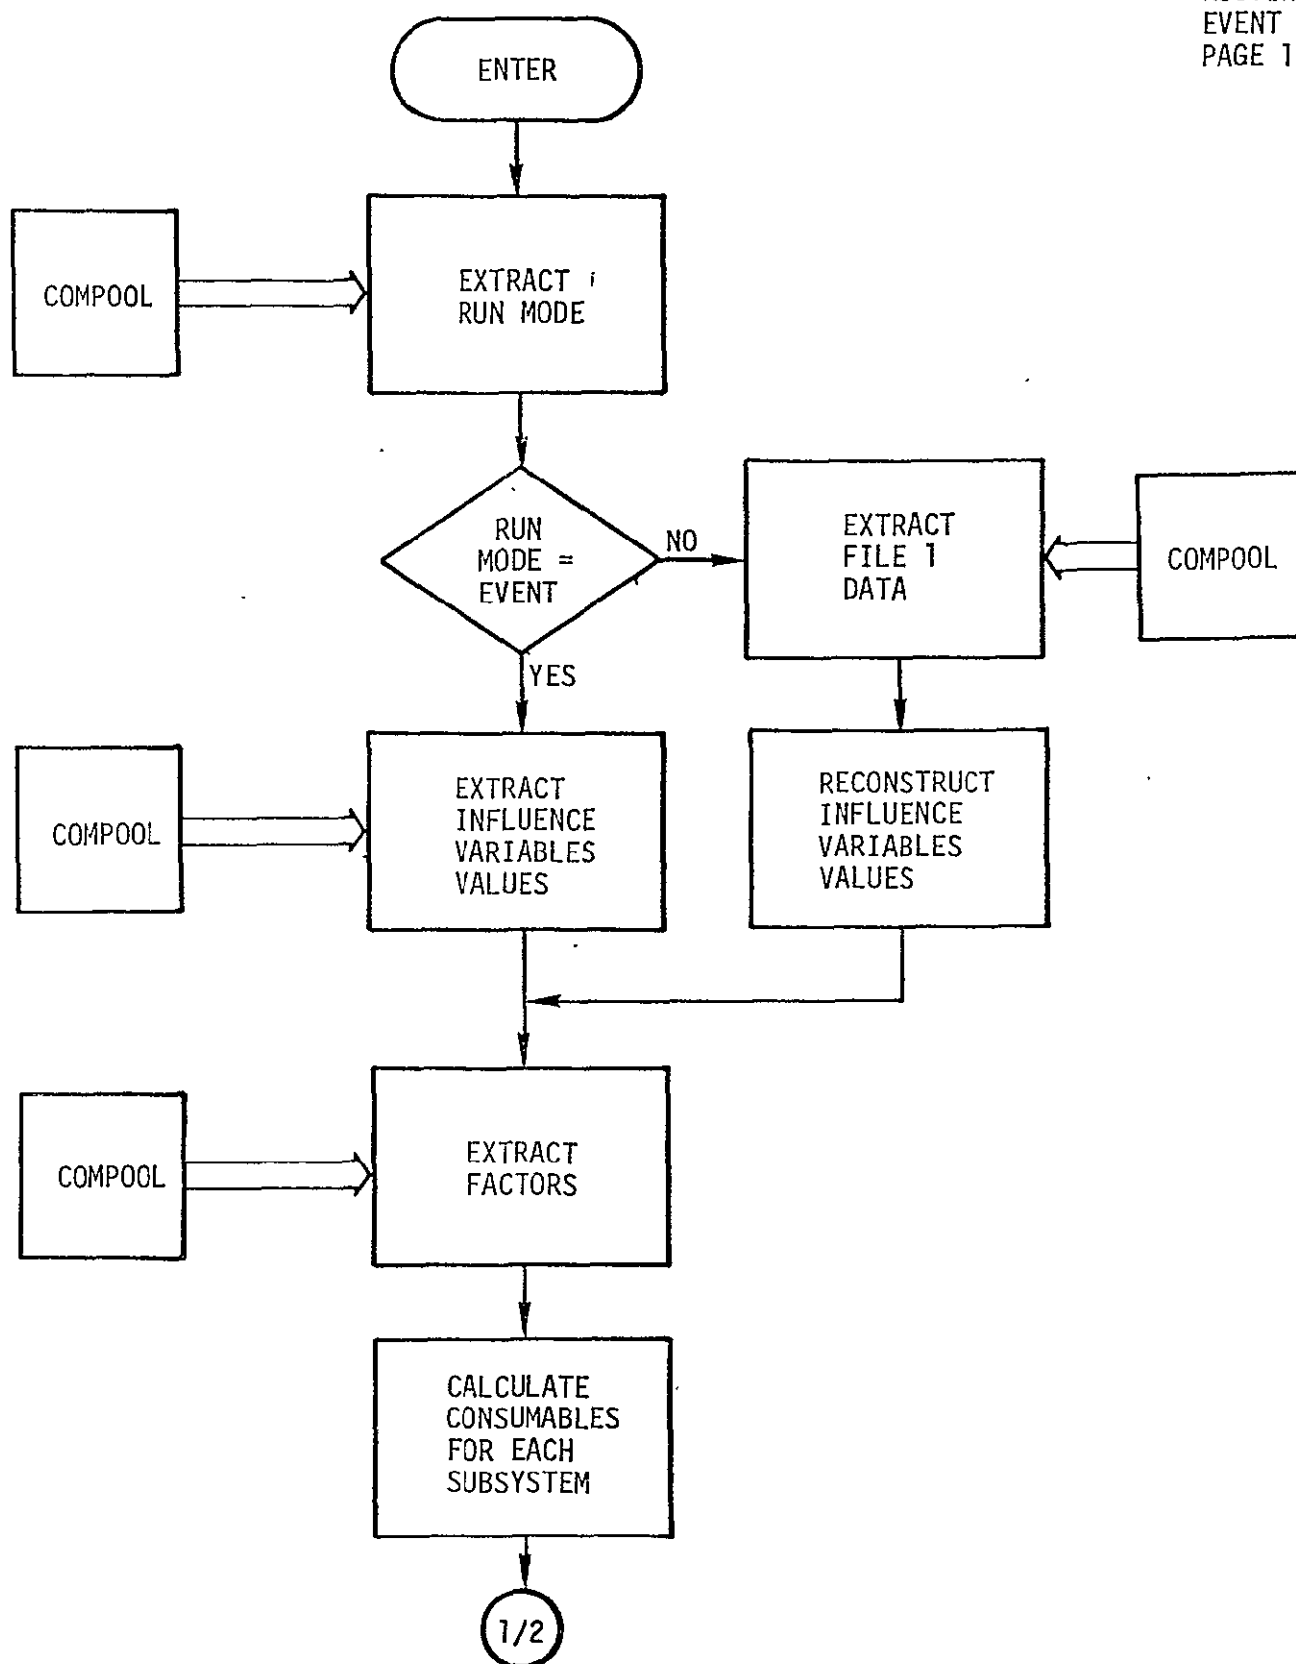 EVENT
PAGE 1
ENTER
COMPOOL
EXTRACT
RUN MODE
RUN
MODE =
EVENT
NO
YES
EXTRACT
FILE 1
DATA
COMPOOL
COMPOOL
EXTRACT
INFLUENCE
VARIABLES
VALUES
RECONSTRUCT
INFLUENCE
VARIABLES
VALUES
COMPOOL
EXTRACT
FACTORS
CALCULATE
CONSUMABLES
FOR EACH
SUBSYSTEM
1/2